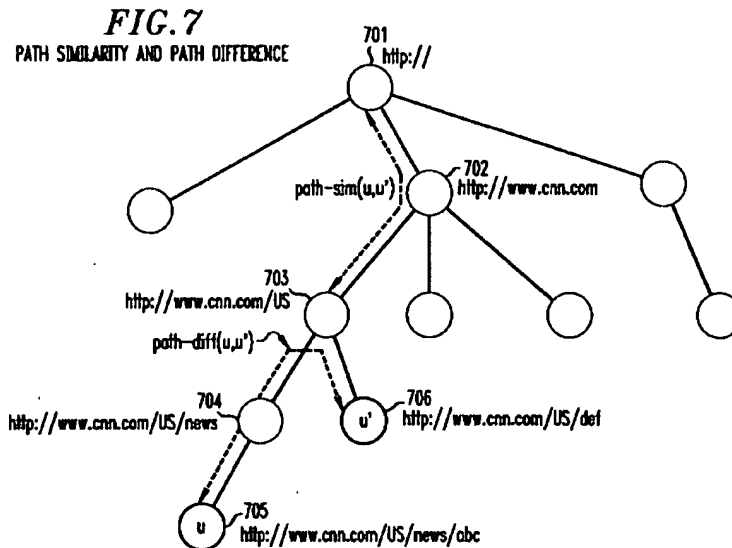 FIG.7
PATH SIMILARITY AND PATH DIFFERENCE
701
http://
702
path-sim(u,u')
http://www.cnn.com
703
http://www.cnn.com/US
path-diff(u,u')
704
706
http://www.cnn.com/US/news
u'
http://www.cnn.com/US/def
705
u
http://www.cnn.com/US/news/abc